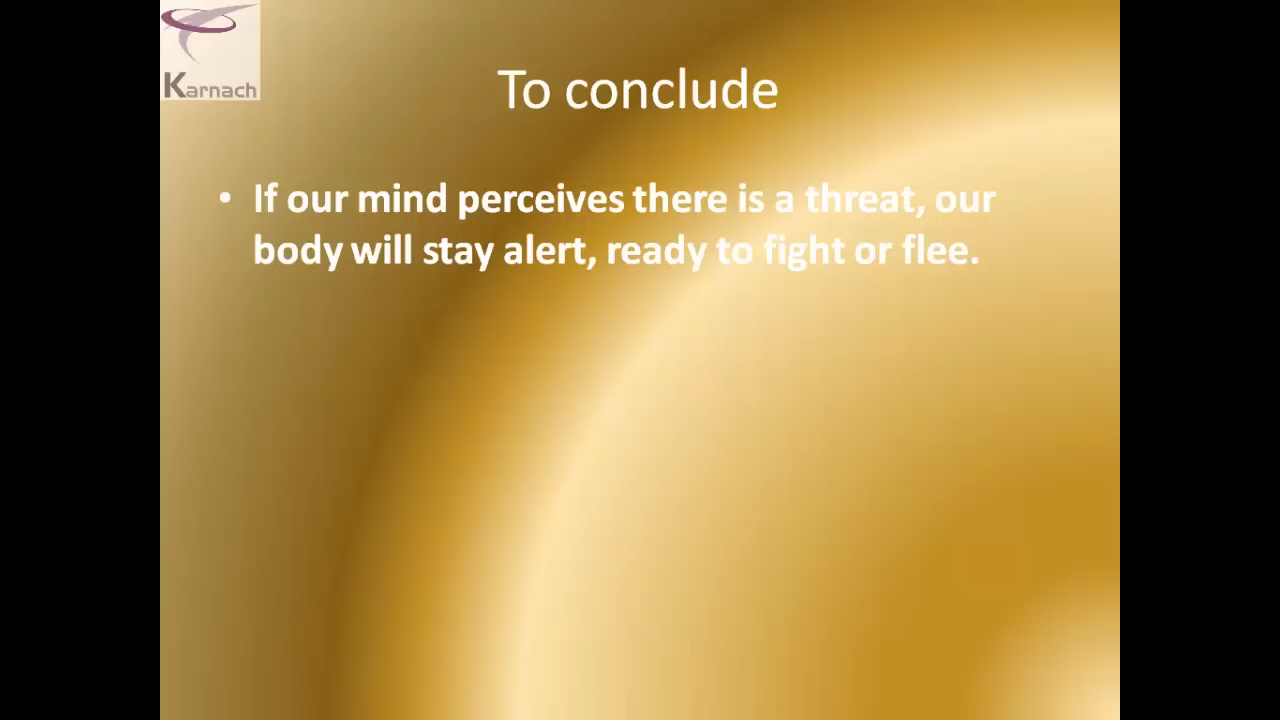 Karnach
To conclude
• If our mind perceives there is a threat, our
body will stay alert, ready to fight or flee.